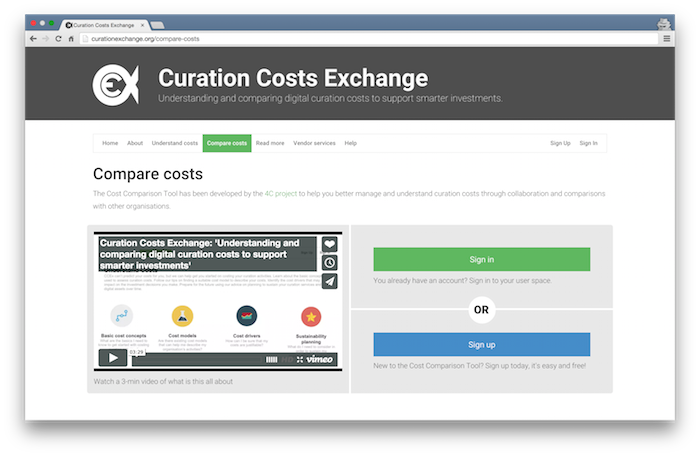 Curation Costs Exchange
curationexchange.org/compare-costs
Curation Costs Exchange
Understanding and comparing digital curation costs to support smarter investments.
Home About Understand costs Compare costs Read more Vendor services Help Sign Up Sign In
Compare costs
The Cost Comparison Tool has been developed by the 4C project to help you better manage and understand curation costs through collaboration and comparisons
with other organisations.
Curation Costs Exchange: 'Understanding and
comparing digital curation costs to support
smarter investments'
Basic cost concepts
Cost models
Cost drivers
Sustainability
planning
03:29
HD
vimeo
Watch a 3-min video of what is this all about
Sign in
You already have an account? Sign in to your user space.
OR
Sign up
New to the Cost Comparison Tool? Sign up today, it's easy and free!